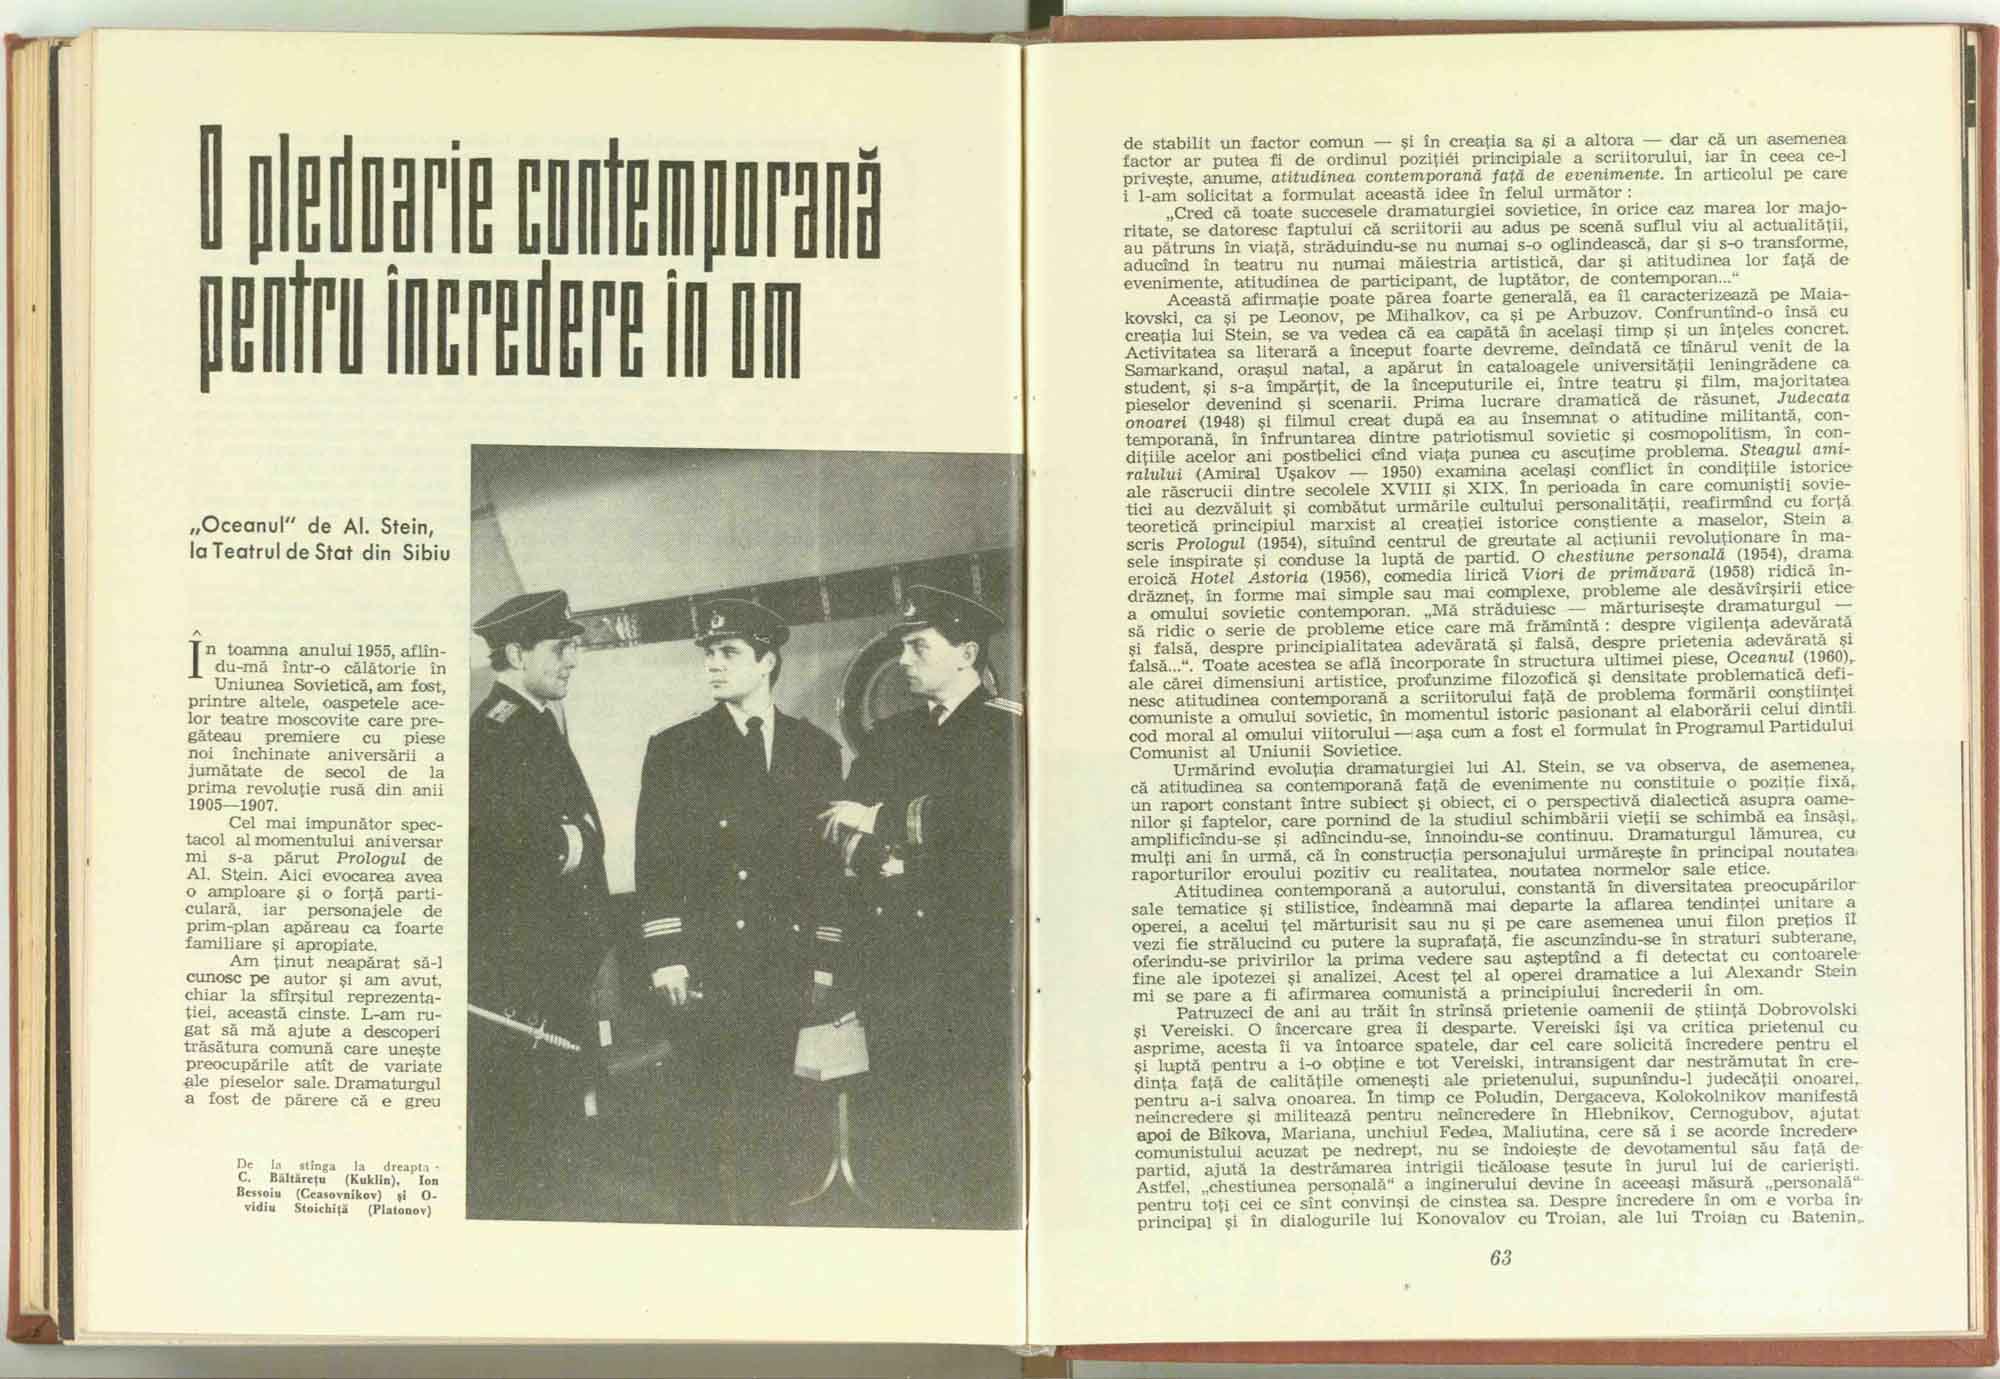 O pledoarie contemporană
pentru încredere în om
„Oceanul" de Al. Stein,
la Teatrul de Stat din Sibiu
În toamna anului 1955, aflîn-
du-mă într-o călătorie în
Uniunea Sovietică, am fost,
printre altele, oaspetele ace-
lor teatre moscovite care pre-
găteau premiere cu piese
noi închinate aniversării a
jumătate de secol de la
prima revoluție rusă din anii
1905—1907.
Cel mai impunător spec-
tacol al momentului aniversar
mi s-a părut Prologul de
Al. Stein. Aici evocarea avea
o amploare și o forță parti-
culară, iar personajele de
prim-plan apăreau ca foarte
familiare și apropiate.
Am ținut neapărat să-l
cunosc pe autor și am avut,
chiar la sfîrșitul reprezenta-
ției, această cinste. L-am ru-
gat să mă ajute a descoperi
trăsătura comună care unește
preocupările atît de variate
ale pieselor sale. Dramaturgul
a fost de părere că e greu
De la stînga la dreapta :
C. Băltărețu (Kuklin), Ion
Bessoiu (Ceasovnikov) și O-
vidiu Stoichiță (Platonov)
de stabilit un factor comun — și în creația sa și a altora — dar că un asemenea
factor ar putea fi de ordinul poziției principiale a scriitorului, iar în ceea ce-l
privește, anume, atitudinea contemporană față de evenimente. În articolul pe care
i l-am solicitat a formulat această idee în felul următor :
„Cred că toate succesele dramaturgiei sovietice, în orice caz marea lor majo-
ritate, se datoresc faptului că scriitorii au adus pe scenă suflul viu al actualității,
au pătruns în viață, străduindu-se nu numai s-o oglindească, dar și s-o transforme,
aducînd în teatru nu numai măiestria artistică, dar și atitudinea lor față de
evenimente, atitudinea de participant, de luptător, de contemporan..."
Această afirmație poate părea foarte generală, ea îl caracterizează pe Maia-
kovski, ca și pe Leonov, pe Mihalkov, ca și pe Arbuzov. Confruntînd-o însă cu
creația lui Stein, se va vedea că ea capătă în același timp și un înțeles concret.
Activitatea sa literară a început foarte devreme, deîndată ce tînărul venit de la
Samarkand, orașul natal, a apărut în cataloagele universității leningrădene ca
student, și s-a împărțit, de la începuturile ei, între teatru și film, majoritatea
pieselor devenind și scenarii. Prima lucrare dramatică de răsunet, Judecata
onoarei (1948) și filmul creat după ea au însemnat o atitudine militantă, con-
temporană, în înfruntarea dintre patriotismul sovietic și cosmopolitism, în con-
dițiile acelor ani postbelici cînd viața punea cu ascuțime problema. Steagul ami-
ralului (Amiral Ușakov — 1950) examina același conflict în condițiile istorice
ale răscrucii dintre secolele XVIII și XIX. În perioada în care comuniștii sovie-
tici au dezvăluit și combătut urmările cultului personalității, reafirmînd cu forță
teoretică principiul marxist al creației istorice conștiente a maselor, Stein a
scris Prologul (1954), situînd centrul de greutate al acțiunii revoluționare în ma-
sele inspirate și conduse la luptă de partid. O chestiune personală (1954), drama
eroică Hotel Astoria (1956), comedia lirică Viori de primăvară (1958) ridică în-
drăzneț, în forme mai simple sau mai complexe, probleme ale desăvîrșirii etice
a omului sovietic contemporan. „Mă străduiesc — mărturisește dramaturgul —
să ridic o serie de probleme etice care mă frămîntă : despre vigilența adevărată
și falsă, despre principialitatea adevărată și falsă, despre prietenia adevărată și
falsă...". Toate acestea se află încorporate în structura ultimei piese, Oceanul (1960),
ale cărei dimensiuni artistice, profunzime filozofică și densitate problematică defi-
nesc atitudinea contemporană a scriitorului față de problema formării conștiinței
comuniste a omului sovietic, în momentul istoric pasionant al elaborării celui dintîi
cod moral al omului viitorului — așa cum a fost el formulat în Programul Partidului
Comunist al Uniunii Sovietice.
Urmărind evoluția dramaturgiei lui Al. Stein, se va observa, de asemenea,
că atitudinea sa contemporană față de evenimente nu constituie o poziție fixă,
un raport constant între subiect și obiect, ci o perspectivă dialectică asupra oame-
nilor și faptelor, care pornind de la studiul schimbării vieții se schimbă ea însăși,
amplificîndu-se și adîncindu-se, înnoindu-se continuu. Dramaturgul lămurea, cu
mulți ani în urmă, că în construcția personajului urmărește în principal noutatea
raporturilor eroului pozitiv cu realitatea, noutatea normelor sale etice.
Atitudinea contemporană a autorului, constantă în diversitatea preocupărilor
sale tematice și stilistice, îndeamnă mai departe la aflarea tendinței unitare a
operei, a acelui țel mărturisit sau nu și pe care asemenea unui filon prețios îl
vezi fie strălucind cu putere la suprafață, fie ascunzîndu-se în straturi subterane,
oferindu-se privirilor la prima vedere sau așteptînd a fi detectat cu contoarele
fine ale ipotezei și analizei. Acest țel al operei dramatice a lui Alexandr Stein
mi se pare a fi afirmarea comunistă a principiului încrederii în om.
Patruzeci de ani au trăit în strînsă prietenie oamenii de știință Dobrovolski
și Vereiski. O încercare grea îi desparte. Vereiski își va critica prietenul cu
asprime, acesta îi va întoarce spatele, dar cel care solicită încredere pentru el
și luptă pentru a i-o obține e tot Vereiski, intransigent dar nestrămutat în cre-
dința față de calitățile omenești ale prietenului, supunîndu-l judecății onoarei,
pentru a-i salva onoarea. În timp ce Poludin, Dergaceva, Kolokolnikov manifestă
neîncredere și militează pentru neîncredere în Hlebnikov, Cernogubov, ajutat
apoi de Bîkova, Mariana, unchiul Fedea, Maliutina, cere să i se acorde încredere
comunistului acuzat pe nedrept, nu se îndoiește de devotamentul său față de
partid, ajută la destrămarea intrigii ticăloase țesute în jurul lui de carieriști.
Astfel, „chestiunea personală" a inginerului devine în aceeași măsură „personală"
pentru toți cei ce sînt convinși de cinstea sa. Despre încredere în om e vorba în
principal și în dialogurile lui Konovalov cu Troian, ale lui Troian cu Batenin,
63